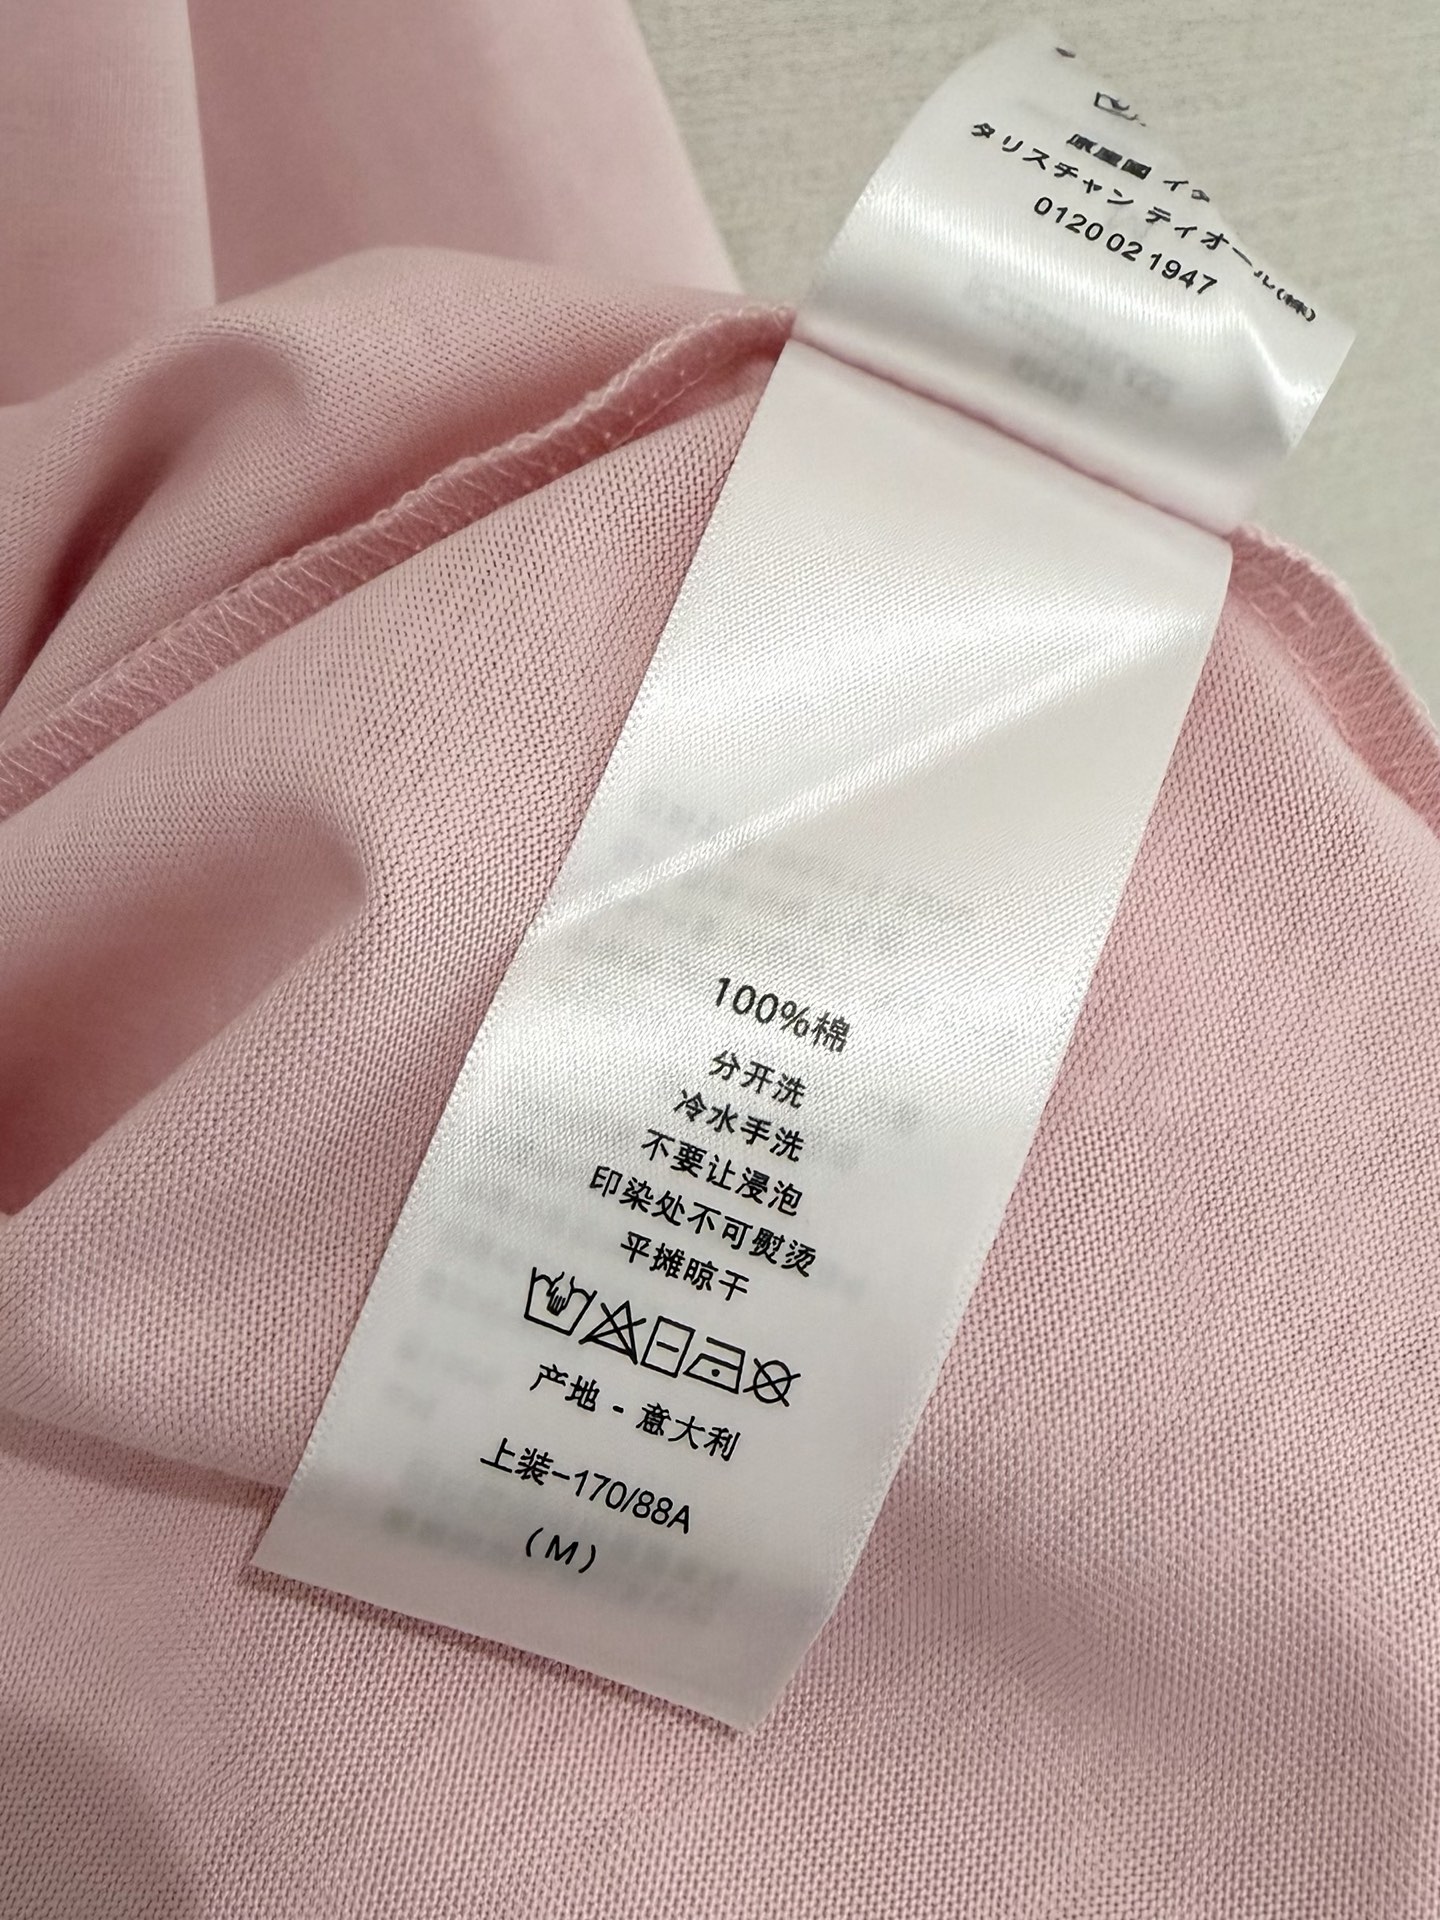 原産國 イタ
タリスチャン ディオール(株)
0120 02 1947
100%棉
分开洗
冷水手洗
不要让浸泡
印染处不可熨烫
平摊晾干
产地 - 意大利
上装-170/88A
(M)